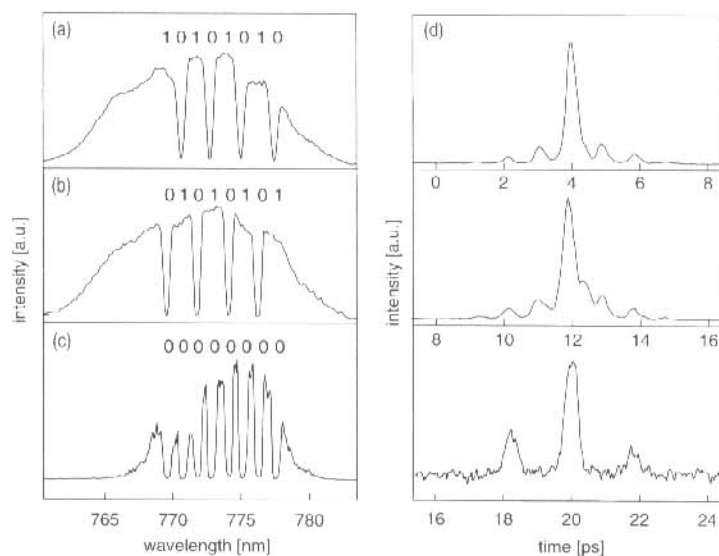 (a)
1 0 1 0 1 0 1 0
(b)
0 1 0 1 0 1 0 1
(c)
0 0 0 0 0 0 0 0
intensity [a.u.]
765 770 775 780
wavelength [nm]
(d)
0 2 4 6 8
8 10 12 14 16
intensity [a.u.]
16 18 20 22 24
time [ps]